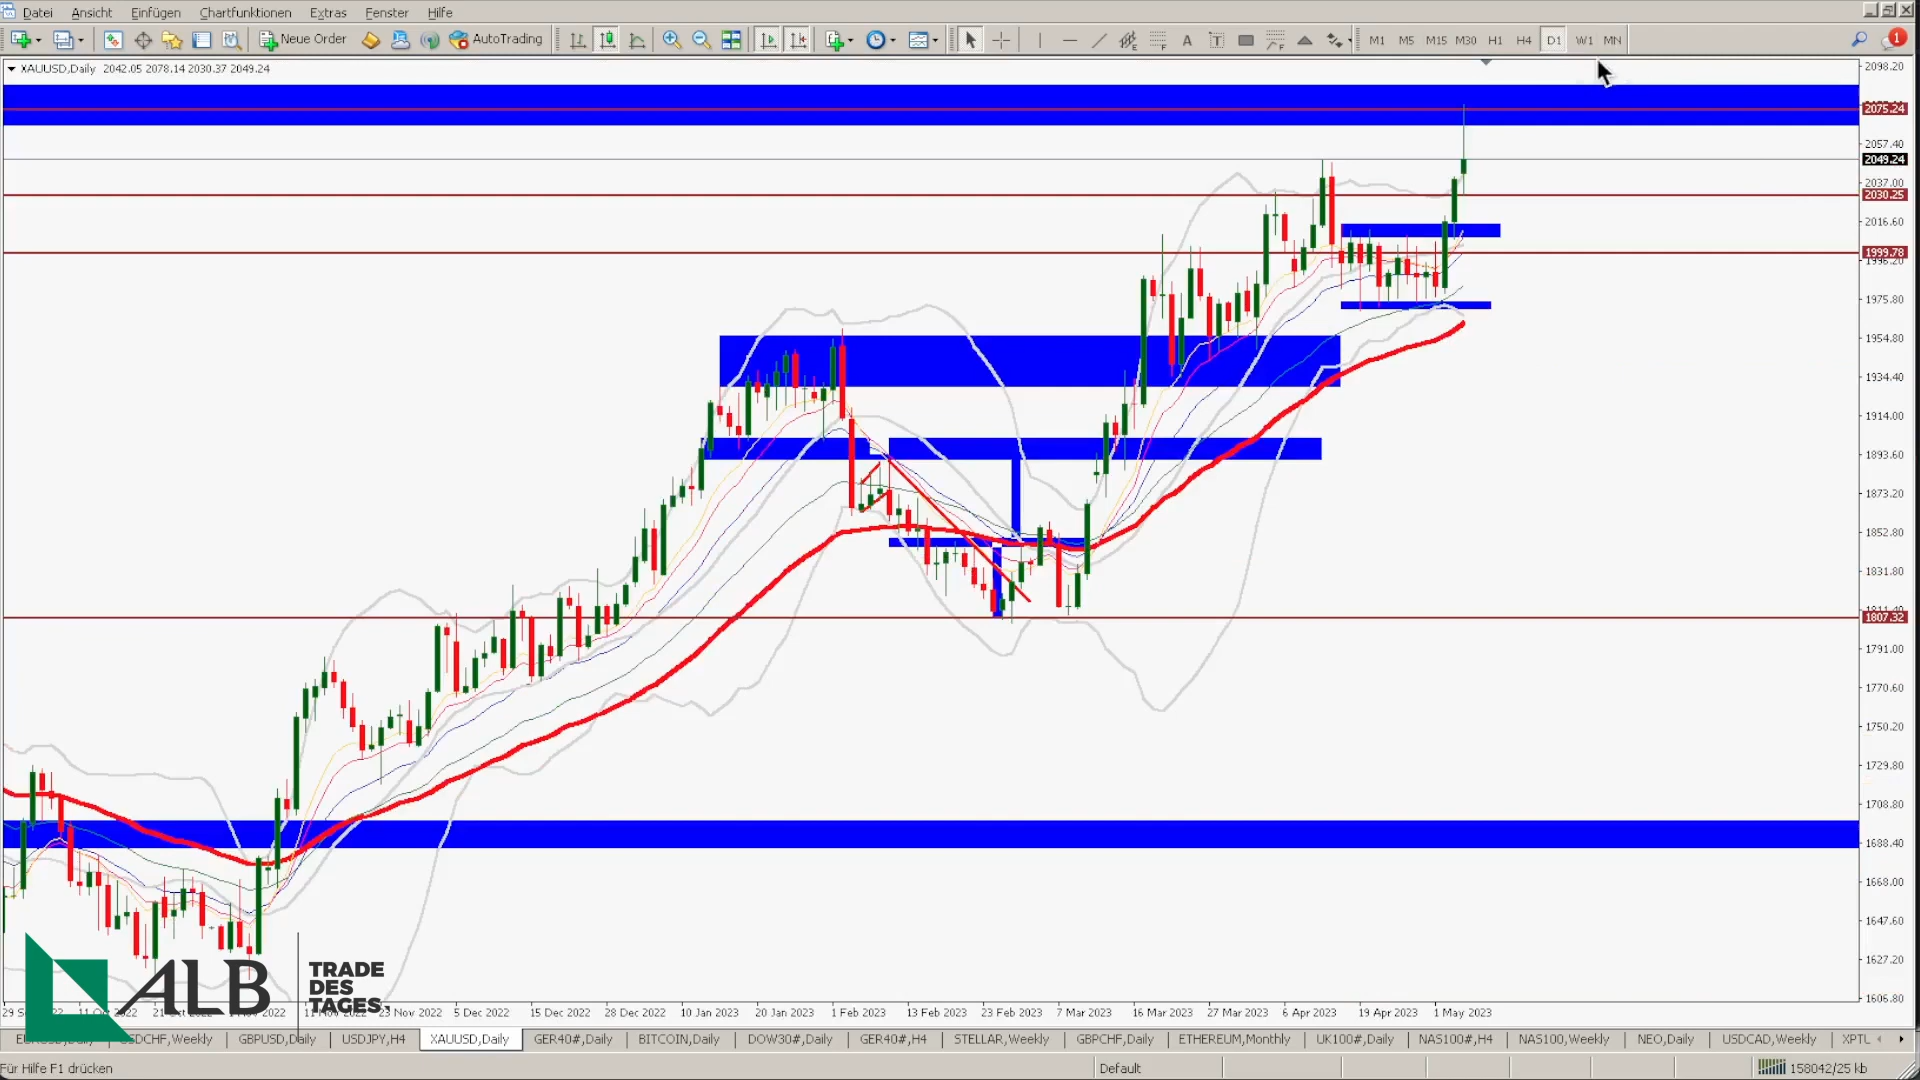 Datei Ansicht Einfügen Chartfunktionen Extras Fenster Hilfe
Neue Order AutoTrading M1 M5 M15 M30 H1 H4 D1 W1 MN 1
XAUUSD,Daily 2042.05 2078.14 2030.37 2049.24
2098.20
2075.24
2057.40
2049.24
2037.00
2030.25
2016.60
1999.78
1996.20
1975.80
1954.80
1934.40
1914.00
1893.60
1873.20
1852.80
1831.80
1811.40
1807.32
1791.00
1770.60
1750.20
1729.80
1708.80
1688.40
1668.00
1647.60
1627.20
1606.80
ALB
TRADE
DES
TAGES.
23 Nov 2022 5 Dec 2022 15 Dec 2022 28 Dec 2022 10 Jan 2023 20 Jan 2023 1 Feb 2023 13 Feb 2023 23 Feb 2023 7 Mar 2023 16 Mar 2023 27 Mar 2023 6 Apr 2023 19 Apr 2023 1 May 2023
GBPUSD,Daily USDJPY,H4 XAUUSD,Daily GER40#,Daily BITCOIN,Daily DOW30#,Daily GER40#,H4 STELLAR,Weekly GBPCHF,Daily ETHEREUM,Monthly UK100#,Daily NAS100#,H4 NAS100,Weekly NEO,Daily USDCAD,Weekly XPTU
Für Hilfe F1 drücken Default 158042/25 kb